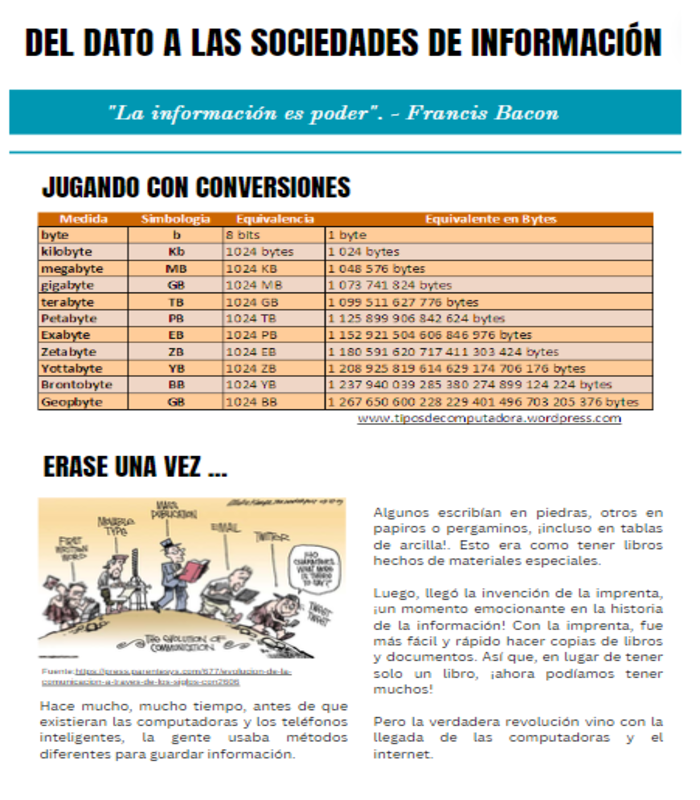 DEL DATO A LAS SOCIEDADES DE INFORMACIÓN
"La información es poder". - Francis Bacon
JUGANDO CON CONVERSIONES
Medida Simbologia Equivalencia Equivalente en Bytes
byte b 8 bits 1 byte
kilobyte Kb 1024 bytes 1 024 bytes
megabyte MB 1024 KB 1 048 576 bytes
gigabyte GB 1024 MB 1 073 741 824 bytes
terabyte TB 1024 GB 1 099 511 627 776 bytes
Petabyte PB 1024 TB 1 125 899 906 842 624 bytes
Exabyte EB 1024 PB 1 152 921 504 606 846 976 bytes
Zetabyte ZB 1024 EB 1 180 591 620 717 411 303 424 bytes
Yottabyte YB 1024 ZB 1 208 925 819 614 629 174 706 176 bytes
Brontobyte BB 1024 YB 1 237 940 039 285 380 274 899 124 224 bytes
Geopbyte GB 1024 BB 1 267 650 600 228 229 401 496 703 205 376 bytes
www.tiposdecomputadora.wordpress.com
ERASE UNA VEZ ...
FIRST
WRITTEN
WORD
MOVABLE
TYPE
MASS
PUBLICATION
EMAIL
TWITTER
140
CHARACTERS.
WHAT MORE
IS THERE
TO SAY?
TWEET
TWEET
THE EVOLUTION OF
COMMUNICATION
Fuente: https://press.parentesys.com/677/evolucion-de-la-
comunicacion-a-traves-de-los-siglos-con2606
Hace mucho, mucho tiempo, antes de que
existieran las computadoras y los teléfonos
inteligentes, la gente usaba métodos
diferentes para guardar información.
Algunos escribían en piedras, otros en
papiros o pergaminos, ¡incluso en tablas
de arcilla!. Esto era como tener libros
hechos de materiales especiales.
Luego, llegó la invención de la imprenta,
¡un momento emocionante en la historia
de la información! Con la imprenta, fue
más fácil y rápido hacer copias de libros
y documentos. Así que, en lugar de tener
solo un libro, ¡ahora podíamos tener
muchos!
Pero la verdadera revolución vino con la
llegada de las computadoras y el
internet.